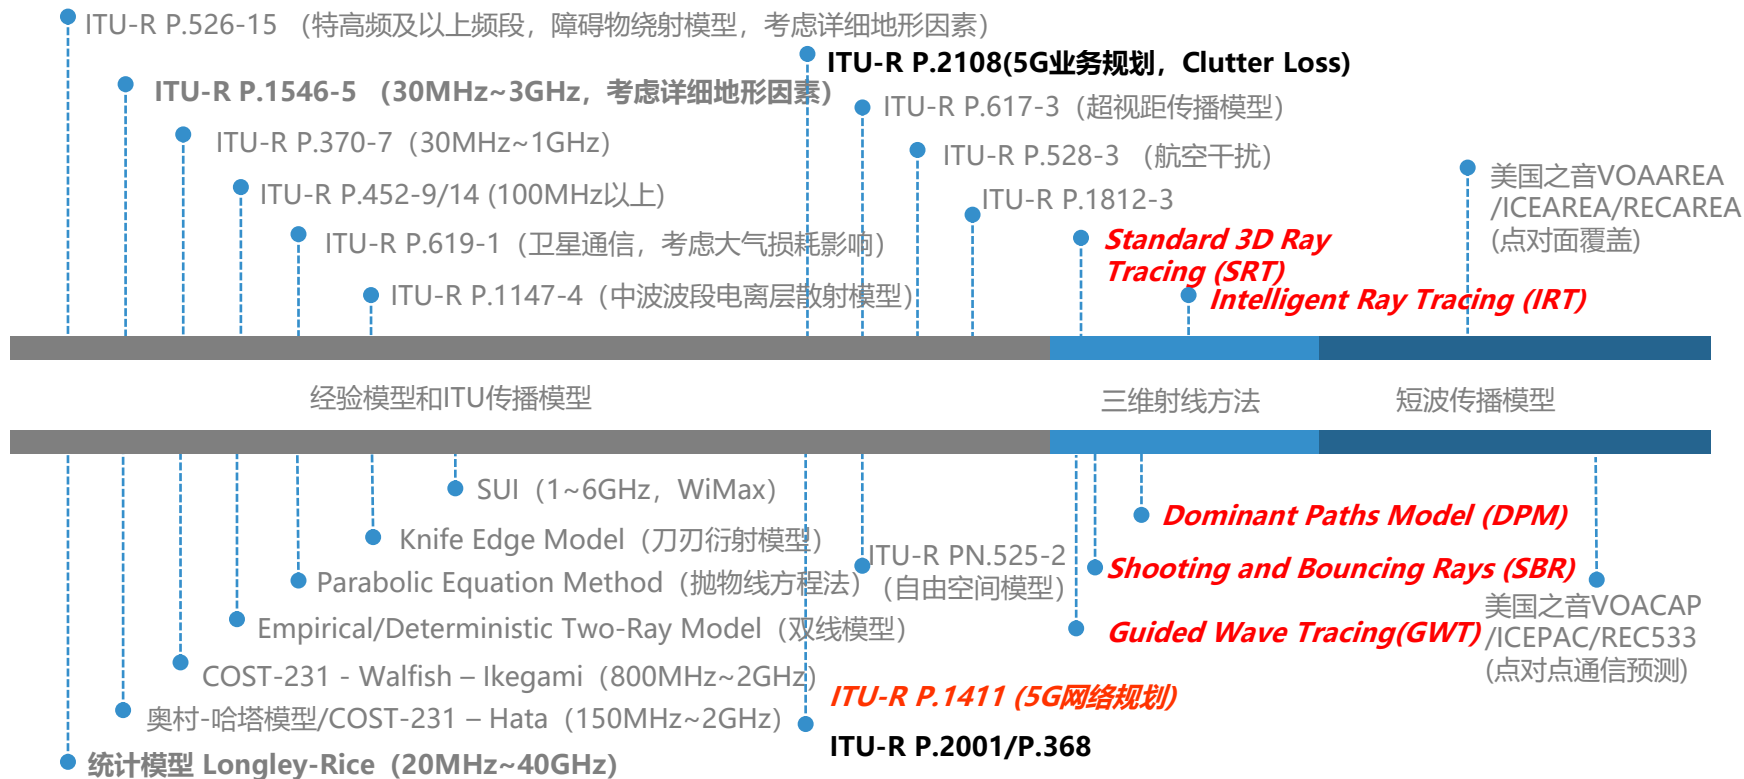 ITU-R P.526-15 （特高频及以上频段，障碍物绕射模型，考虑详细地形因素）
ITU-R P.2108(5G业务规划，Clutter Loss)
ITU-R P.1546-5 （30MHz~3GHz，考虑详细地形因素）
ITU-R P.617-3（超视距传播模型）
ITU-R P.370-7（30MHz~1GHz）
ITU-R P.528-3 （航空干扰）
ITU-R P.452-9/14 (100MHz以上)
ITU-R P.1812-3
美国之音VOAAREA
/ICEAREA/RECAREA
(点对面覆盖)
ITU-R P.619-1（卫星通信，考虑大气损耗影响）
Standard 3D Ray
Tracing (SRT)
ITU-R P.1147-4（中波波段电离层散射模型）
Intelligent Ray Tracing (IRT)
经验模型和ITU传播模型
三维射线方法
短波传播模型
SUI（1~6GHz，WiMax）
Dominant Paths Model (DPM)
Knife Edge Model（刀刃衍射模型）
ITU-R PN.525-2
（自由空间模型）
Parabolic Equation Method（抛物线方程法）
Shooting and Bouncing Rays (SBR)
Empirical/Deterministic Two-Ray Model（双线模型）
Guided Wave Tracing(GWT)
美国之音VOACAP
/ICEPAC/REC533
(点对点通信预测)
COST-231 - Walfish – Ikegami（800MHz~2GHz）
ITU-R P.1411 (5G网络规划)
奥村-哈塔模型/COST-231 – Hata（150MHz~2GHz）
ITU-R P.2001/P.368
统计模型 Longley-Rice（20MHz~40GHz）